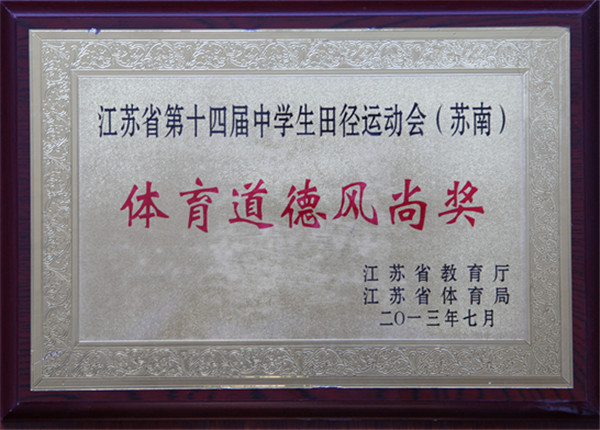 江苏省第十四届中学生田径运动会（苏南）
体育道德风尚奖
江苏省教育厅
江苏省体育局
二〇一三年七月